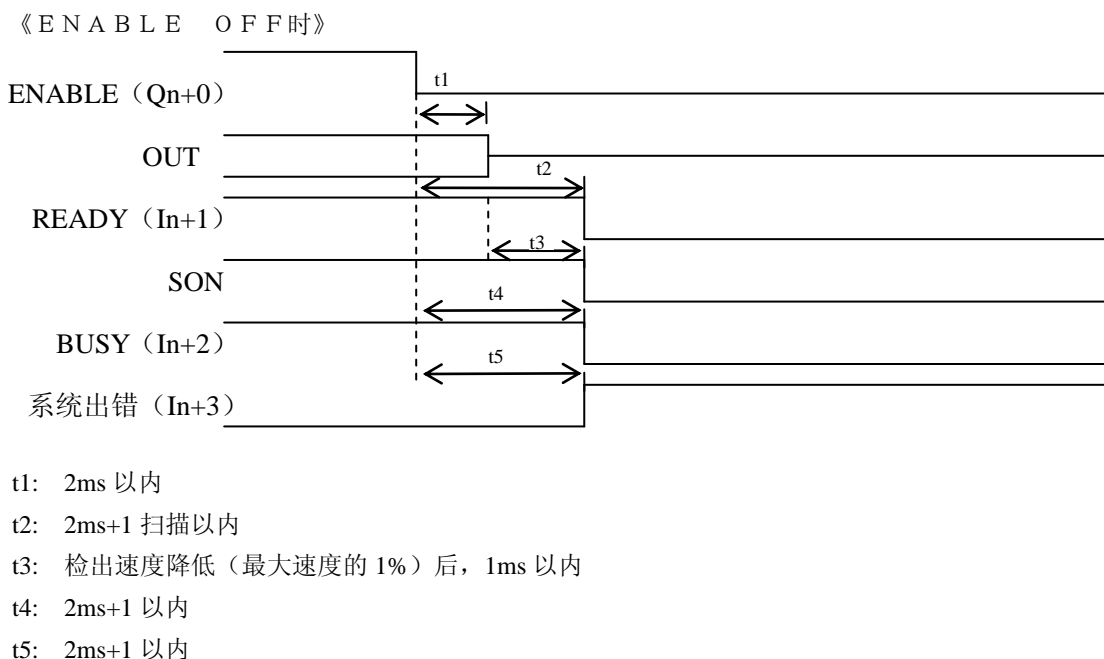 《ＥＮＡＢＬＥ　ＯＦＦ时》
t1
ENABLE（Qn+0）
OUT
t2
READY（In+1）
t3
SON
t4
BUSY（In+2）
t5
系统出错（In+3）
t1: 2ms 以内
t2: 2ms+1 扫描以内
t3: 检出速度降低（最大速度的 1%）后，1ms 以内
t4: 2ms+1 以内
t5: 2ms+1 以内